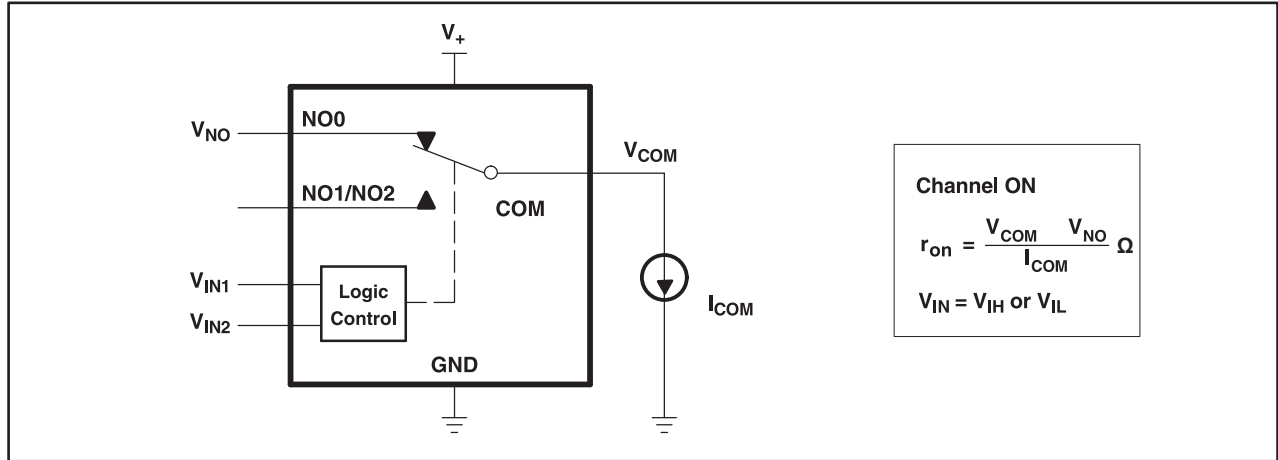 V+
NO0
VNO
VCOM
NO1/NO2
COM
VIN1
VIN2
Logic
Control
ICOM
GND
Channel ON
ron = VCOM VNO / ICOM Ω
VIN = VIH or VIL